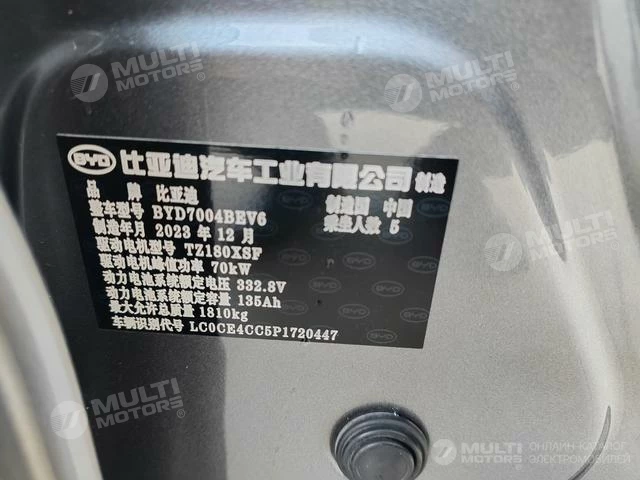 MULTI MOTORS
MULTI MOTORS
BYD 比亚迪汽车工业有限公司 制造
品 牌 比亚迪 制造国 中国
整车型号 BYD7004BEV6 乘坐人数 5
制造年月 2023 年 12 月
驱动电机型号 TZ180XSF
驱动电机峰值功率 70kW
动力电池系统额定电压 332.8V
动力电池系统额定容量 135Ah
最大允许总质量 1810kg
车辆识别代号 LC0CE4CC5P1720447
MULTI MOTORS
MULTI MOTORS ОНЛАЙН-КАТАЛОГ ЭЛЕКТРОМОБИЛЕЙ